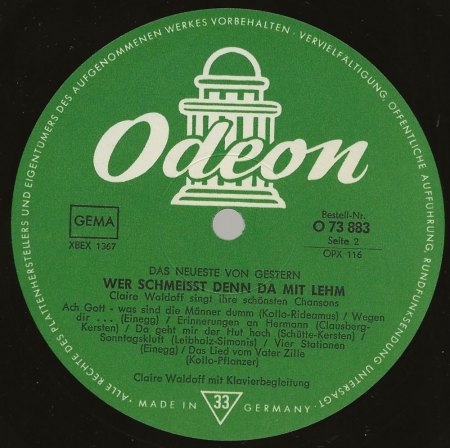 ALLE RECHTE DES PLATTENHERSTELLERS UND EIGENTÜMERS DES AUFGENOMMENEN WERKES VORBEHALTEN · VERVIELFÄLTIGUNG, ÖFFENTLICHE AUFFÜHRUNG, RUNDFUNKSENDUNG UNTERSAGT ·
Odeon
GEMA
XBEX 1367
Bestell-Nr.
O 73 883
Seite 2
OPX 116
DAS NEUESTE VON GESTERN
WER SCHMEISST DENN DA MIT LEHM
Claire Waldoff singt ihre schönsten Chansons
Ach Gott - was sind die Männer dumm (Kollo-Rideamus) / Wegen
dir . . . (Einegg) / Erinnerungen an Hermann (Clausberg-
Kersten) / Da geht mir der Hut hoch (Schütte-Kersten) /
Sonntagskluft (Leibholz-Simonis) / Vier Stationen
(Einegg) / Das Lied vom Vater Zille
(Kollo-Pflanzer)
Claire Waldoff mit Klavierbegleitung
MADE IN 33 GERMANY